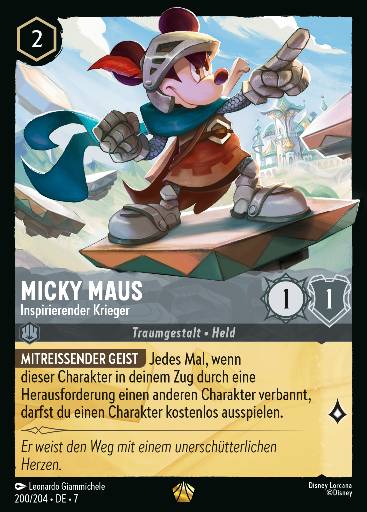 2
MICKY MAUS
Inspirierender Krieger
1 1
Traumgestalt • Held
MITREISSENDER GEIST Jedes Mal, wenn
dieser Charakter in deinem Zug durch eine
Herausforderung einen anderen Charakter verbannt,
darfst du einen Charakter kostenlos ausspielen.
Er weist den Weg mit einem unerschütterlichen
Herzen.
Leonardo Giammichele
200/204 • DE • 7
Disney Lorcana
©Disney